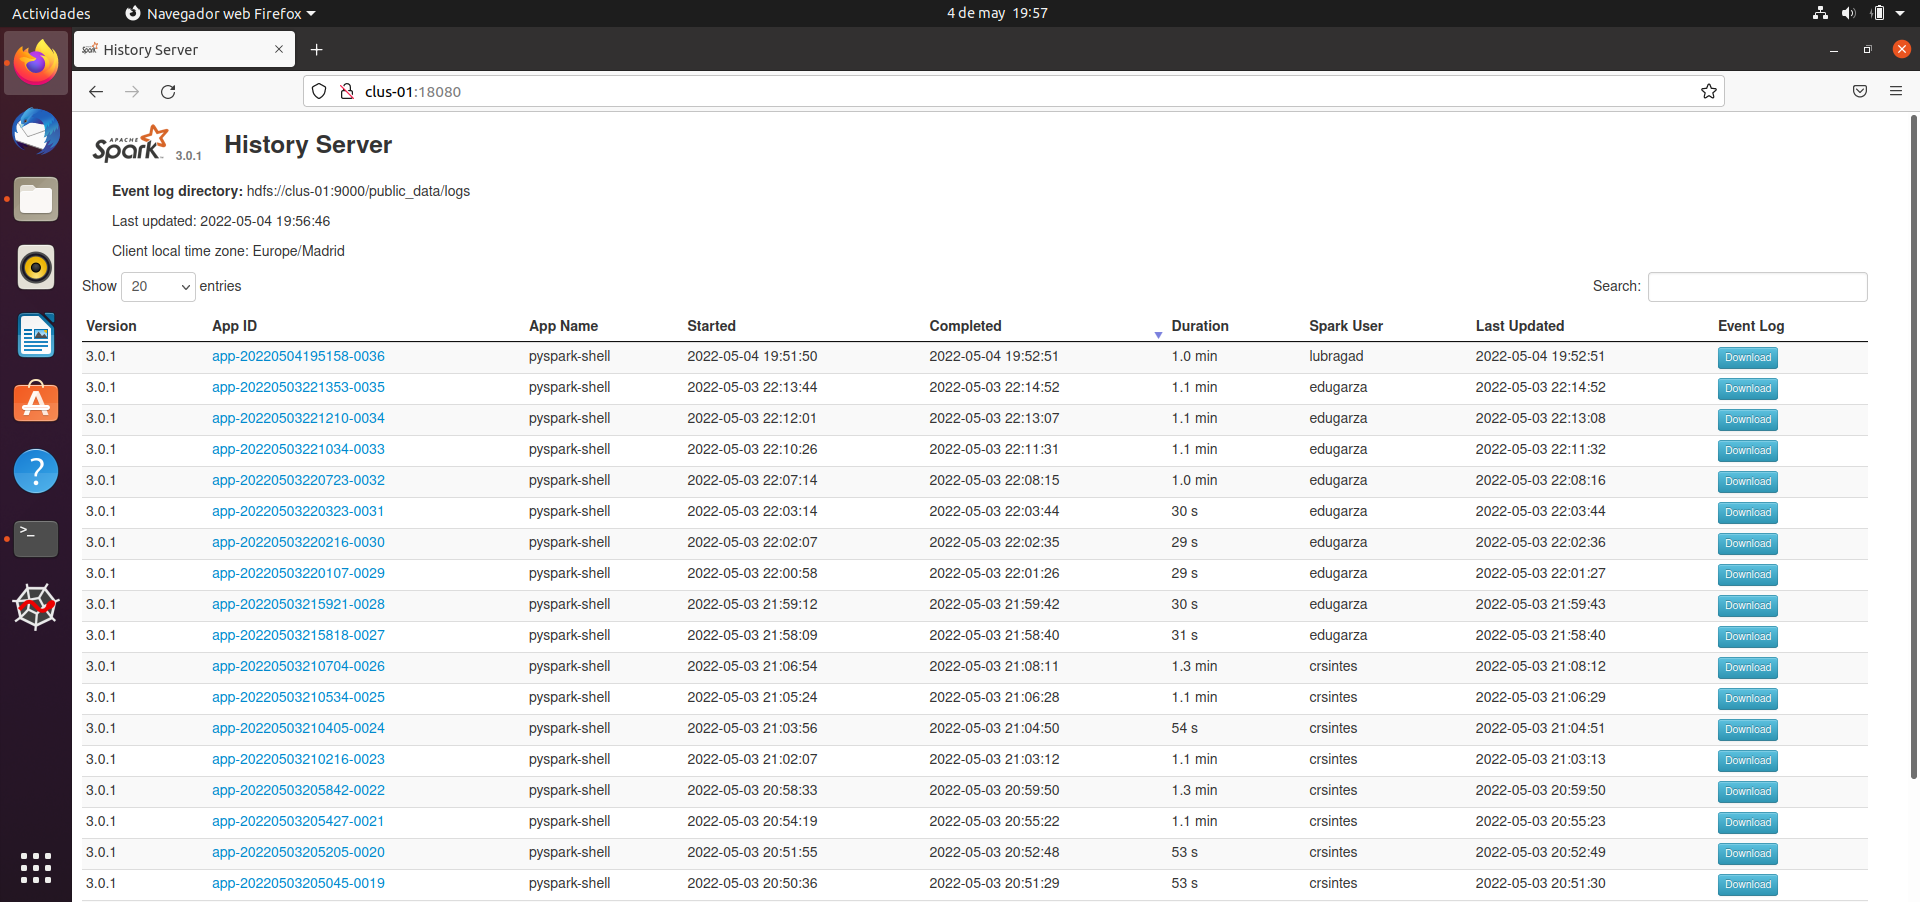 Actividades Navegador web Firefox 4 de may 19:57
History Server
clus-01:18080
APACHE Spark 3.0.1 History Server
Event log directory: hdfs://clus-01:9000/public_data/logs
Last updated: 2022-05-04 19:56:46
Client local time zone: Europe/Madrid
Show 20 entries Search:
Version App ID App Name Started Completed Duration Spark User Last Updated Event Log
3.0.1 app-20220504195158-0036 pyspark-shell 2022-05-04 19:51:50 2022-05-04 19:52:51 1.0 min lubragad 2022-05-04 19:52:51 Download
3.0.1 app-20220503221353-0035 pyspark-shell 2022-05-03 22:13:44 2022-05-03 22:14:52 1.1 min edugarza 2022-05-03 22:14:52 Download
3.0.1 app-20220503221210-0034 pyspark-shell 2022-05-03 22:12:01 2022-05-03 22:13:07 1.1 min edugarza 2022-05-03 22:13:08 Download
3.0.1 app-20220503221034-0033 pyspark-shell 2022-05-03 22:10:26 2022-05-03 22:11:31 1.1 min edugarza 2022-05-03 22:11:32 Download
3.0.1 app-20220503220723-0032 pyspark-shell 2022-05-03 22:07:14 2022-05-03 22:08:15 1.0 min edugarza 2022-05-03 22:08:16 Download
3.0.1 app-20220503220323-0031 pyspark-shell 2022-05-03 22:03:14 2022-05-03 22:03:44 30 s edugarza 2022-05-03 22:03:44 Download
3.0.1 app-20220503220216-0030 pyspark-shell 2022-05-03 22:02:07 2022-05-03 22:02:35 29 s edugarza 2022-05-03 22:02:36 Download
3.0.1 app-20220503220107-0029 pyspark-shell 2022-05-03 22:00:58 2022-05-03 22:01:26 29 s edugarza 2022-05-03 22:01:27 Download
3.0.1 app-20220503215921-0028 pyspark-shell 2022-05-03 21:59:12 2022-05-03 21:59:42 30 s edugarza 2022-05-03 21:59:43 Download
3.0.1 app-20220503215818-0027 pyspark-shell 2022-05-03 21:58:09 2022-05-03 21:58:40 31 s edugarza 2022-05-03 21:58:40 Download
3.0.1 app-20220503210704-0026 pyspark-shell 2022-05-03 21:06:54 2022-05-03 21:08:11 1.3 min crsintes 2022-05-03 21:08:12 Download
3.0.1 app-20220503210534-0025 pyspark-shell 2022-05-03 21:05:24 2022-05-03 21:06:28 1.1 min crsintes 2022-05-03 21:06:29 Download
3.0.1 app-20220503210405-0024 pyspark-shell 2022-05-03 21:03:56 2022-05-03 21:04:50 54 s crsintes 2022-05-03 21:04:51 Download
3.0.1 app-20220503210216-0023 pyspark-shell 2022-05-03 21:02:07 2022-05-03 21:03:12 1.1 min crsintes 2022-05-03 21:03:13 Download
3.0.1 app-20220503205842-0022 pyspark-shell 2022-05-03 20:58:33 2022-05-03 20:59:50 1.3 min crsintes 2022-05-03 20:59:50 Download
3.0.1 app-20220503205427-0021 pyspark-shell 2022-05-03 20:54:19 2022-05-03 20:55:22 1.1 min crsintes 2022-05-03 20:55:23 Download
3.0.1 app-20220503205205-0020 pyspark-shell 2022-05-03 20:51:55 2022-05-03 20:52:48 53 s crsintes 2022-05-03 20:52:49 Download
3.0.1 app-20220503205045-0019 pyspark-shell 2022-05-03 20:50:36 2022-05-03 20:51:29 53 s crsintes 2022-05-03 20:51:30 Download